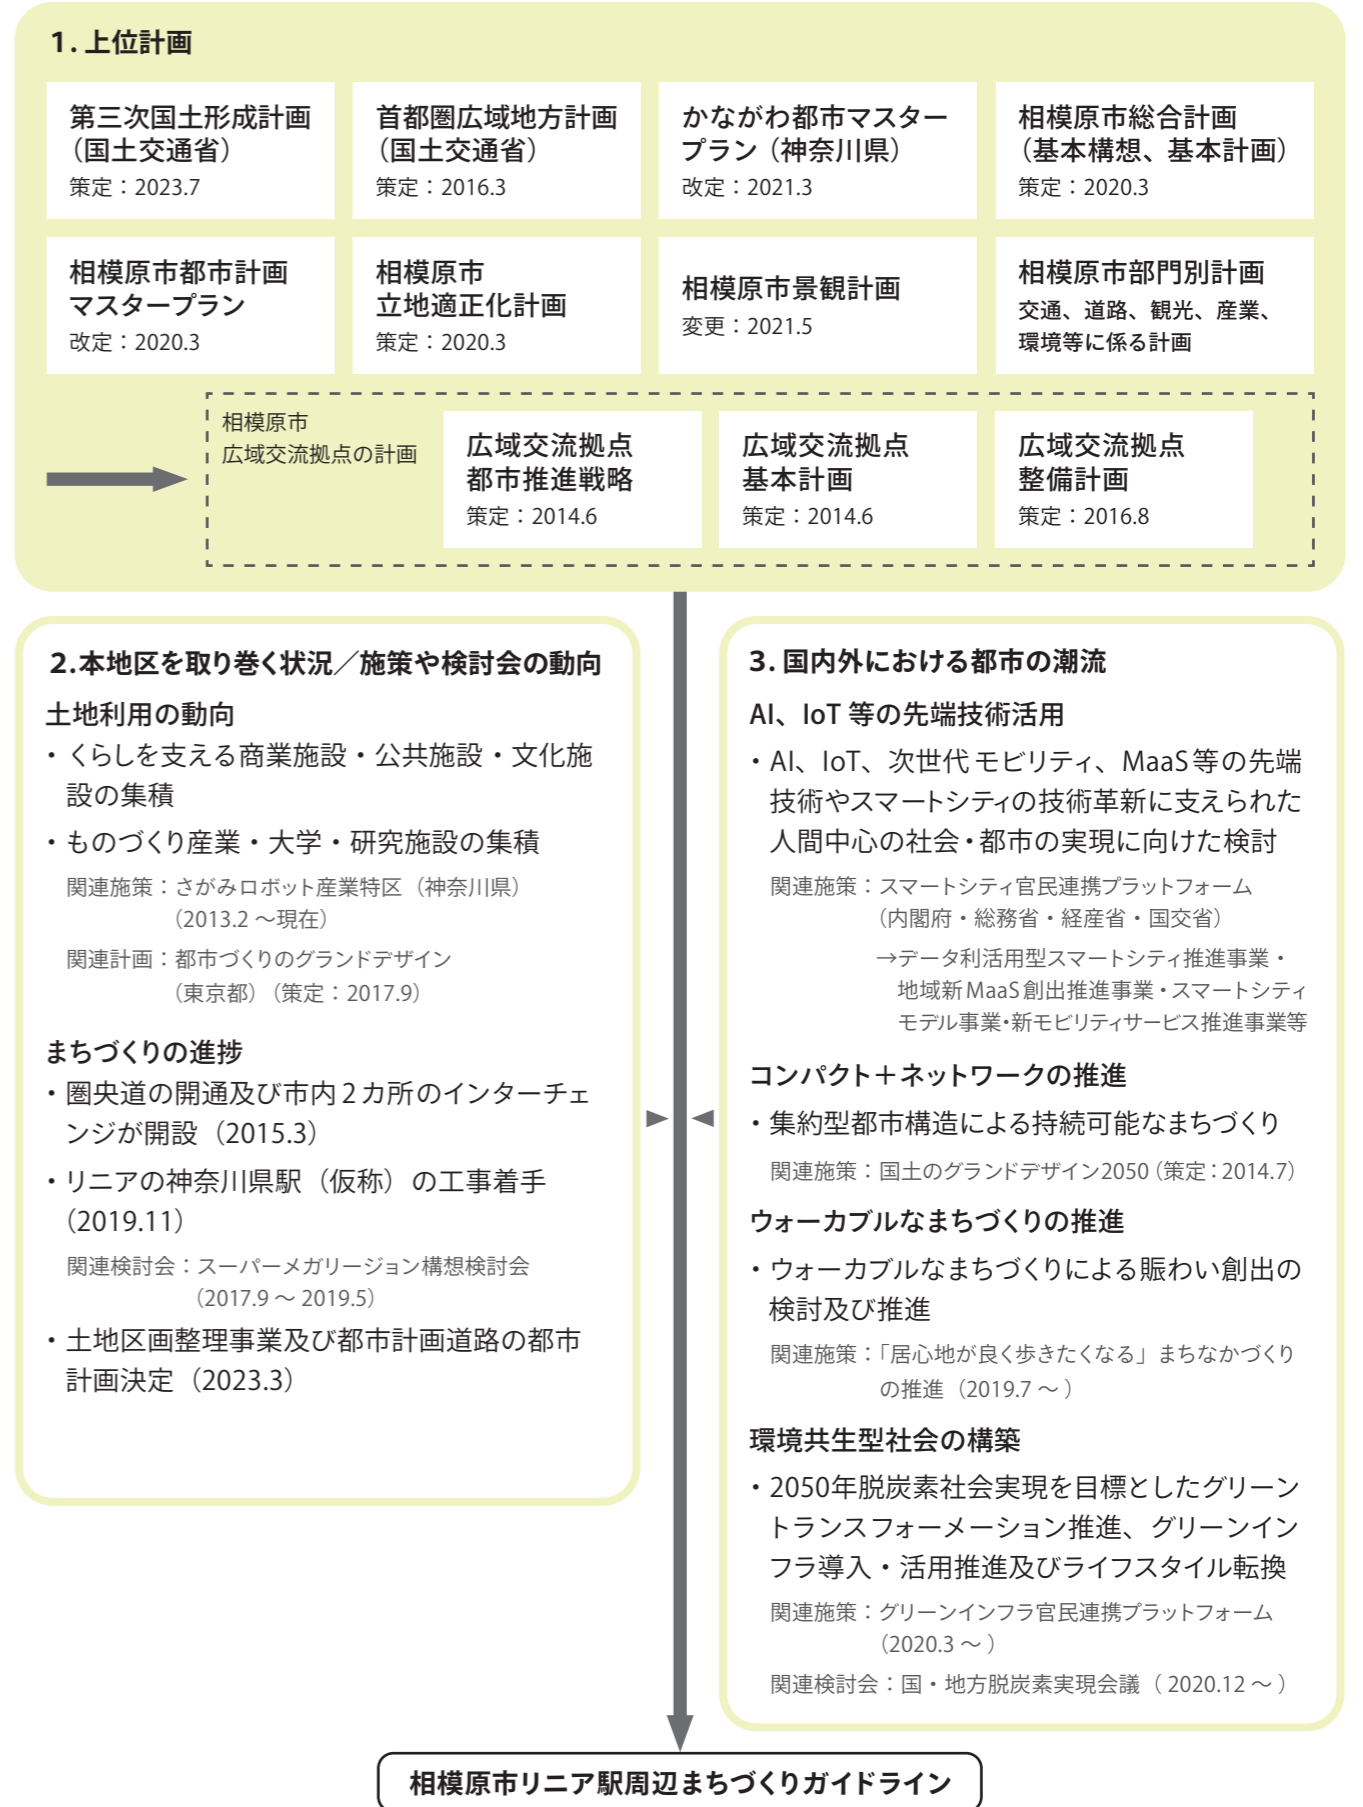 1. 上位計画
第三次国土形成計画
（国土交通省）
策定：2023.7
首都圏広域地方計画
（国土交通省）
策定：2016.3
かながわ都市マスター
プラン（神奈川県）
改定：2021.3
相模原市総合計画
（基本構想、基本計画）
策定：2020.3
相模原市都市計画
マスタープラン
改定：2020.3
相模原市
立地適正化計画
策定：2020.3
相模原市景観計画
変更：2021.5
相模原市部門別計画
交通、道路、観光、産業、
環境等に係る計画
相模原市
広域交流拠点の計画
広域交流拠点
都市推進戦略
策定：2014.6
広域交流拠点
基本計画
策定：2014.6
広域交流拠点
整備計画
策定：2016.8
2.本地区を取り巻く状況／施策や検討会の動向
土地利用の動向
・くらしを支える商業施設・公共施設・文化施
設の集積
・ものづくり産業・大学・研究施設の集積
関連施策：さがみロボット産業特区（神奈川県）
（2013.2 ～現在）
関連計画：都市づくりのグランドデザイン
（東京都）（策定：2017.9）
まちづくりの進捗
・圏央道の開通及び市内2カ所のインターチェ
ンジが開設（2015.3）
・リニアの神奈川県駅（仮称）の工事着手
（2019.11）
関連検討会：スーパーメガリージョン構想検討会
（2017.9 ～ 2019.5）
・土地区画整理事業及び都市計画道路の都市
計画決定（2023.3）
3. 国内外における都市の潮流
AI、IoT 等の先端技術活用
・AI、IoT、次世代モビリティ、MaaS等の先端
技術やスマートシティの技術革新に支えられた
人間中心の社会・都市の実現に向けた検討
関連施策：スマートシティ官民連携プラットフォーム
（内閣府・総務省・経産省・国交省）
→データ利活用型スマートシティ推進事業・
地域新MaaS創出推進事業・スマートシティ
モデル事業・新モビリティサービス推進事業等
コンパクト＋ネットワークの推進
・集約型都市構造による持続可能なまちづくり
関連施策：国土のグランドデザイン2050（策定：2014.7）
ウォーカブルなまちづくりの推進
・ウォーカブルなまちづくりによる賑わい創出の
検討及び推進
関連施策：「居心地が良く歩きたくなる」まちなかづくり
の推進（2019.7 ～ ）
環境共生型社会の構築
・2050年脱炭素社会実現を目標としたグリーン
トランスフォーメーション推進、グリーンイン
フラ導入・活用推進及びライフスタイル転換
関連施策：グリーンインフラ官民連携プラットフォーム
（2020.3 ～ ）
関連検討会：国・地方脱炭素実現会議（ 2020.12 ～ ）
相模原市リニア駅周辺まちづくりガイドライン